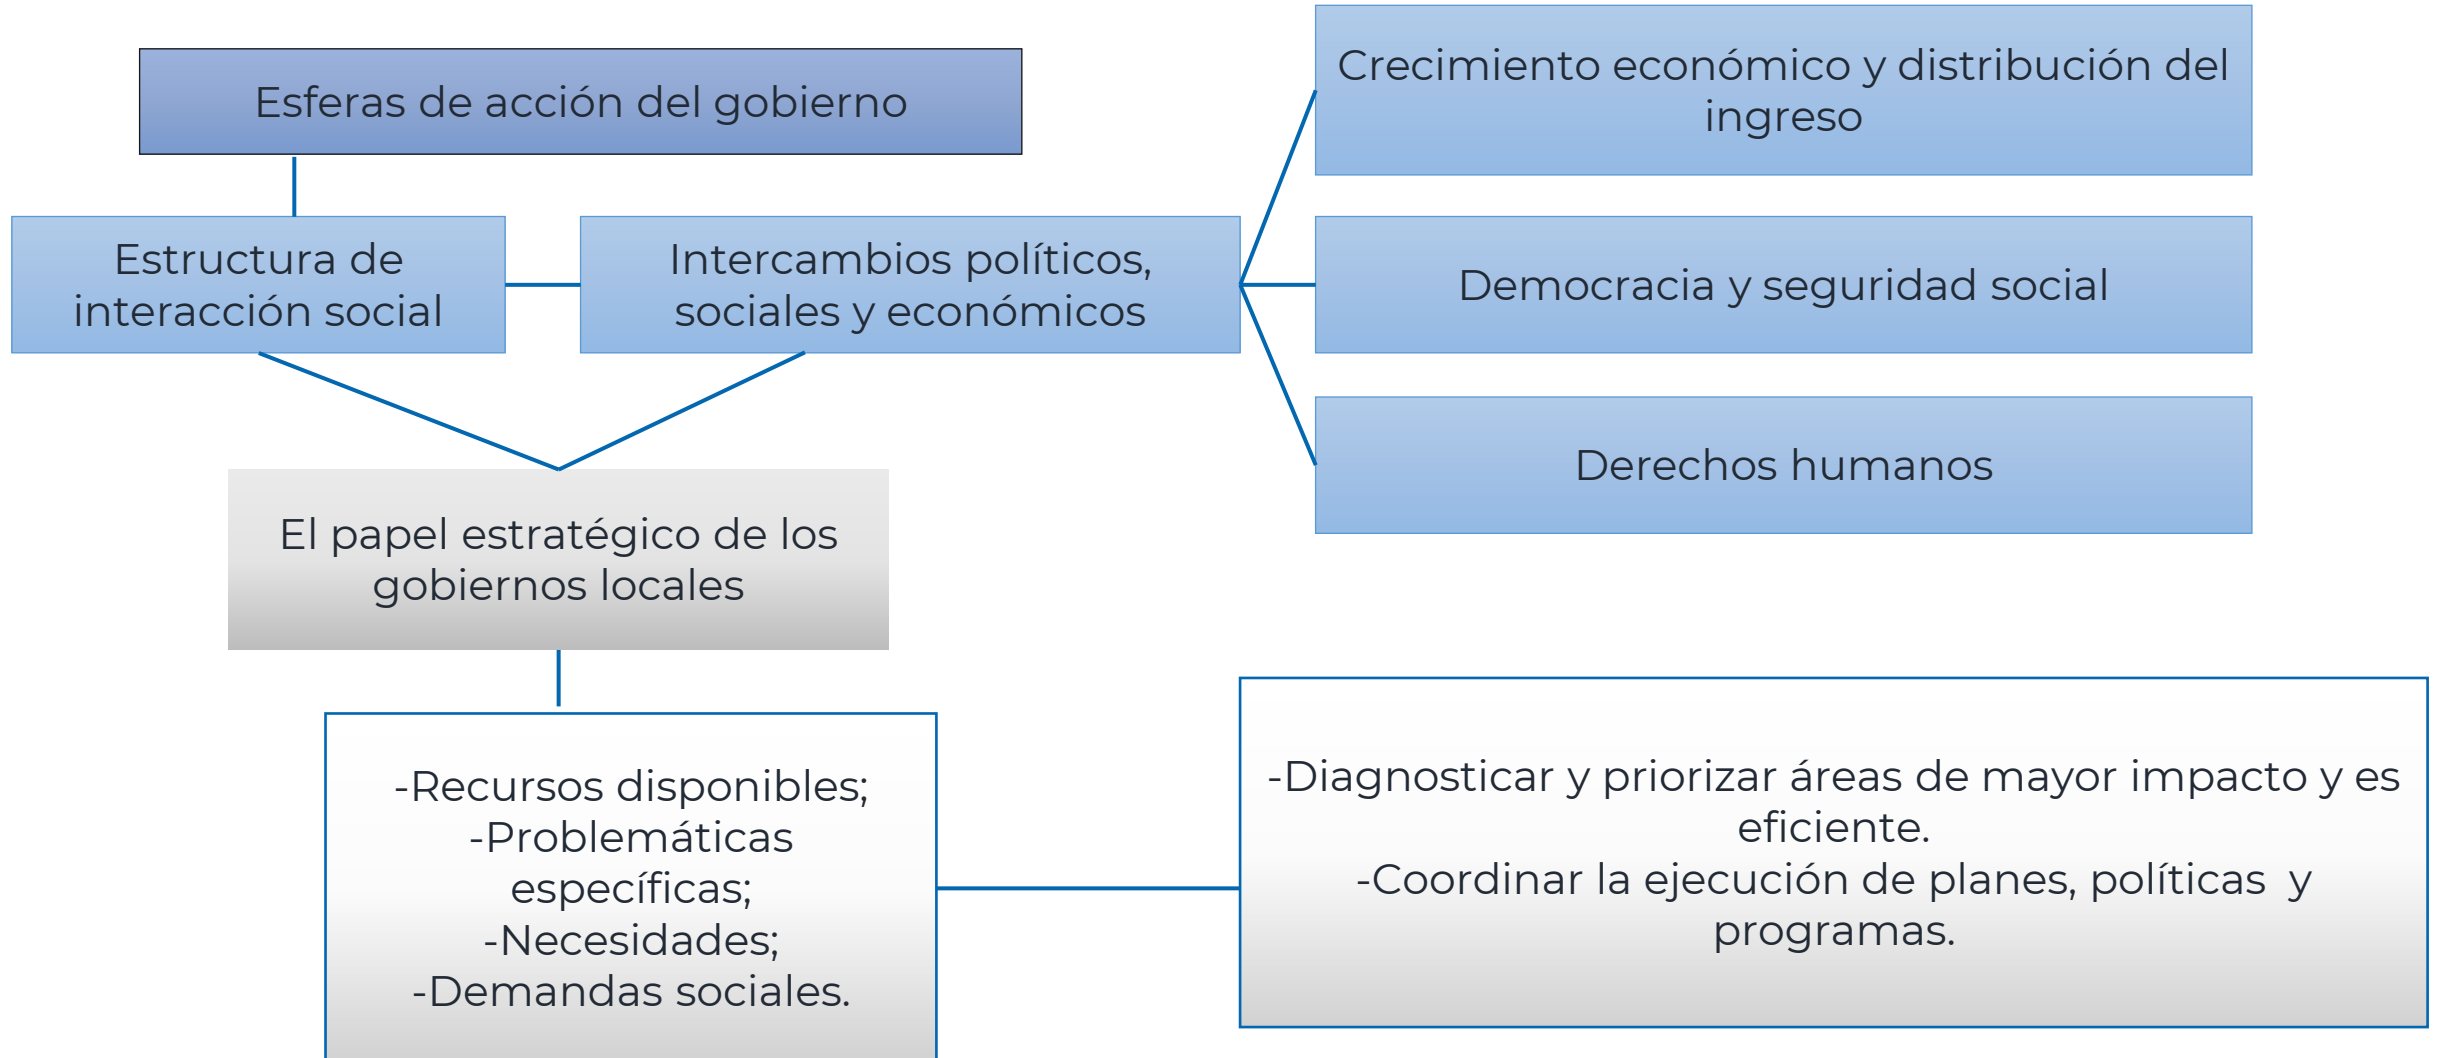 Esferas de acción del gobierno
Crecimiento económico y distribución del
ingreso
Estructura de
interacción social
Intercambios políticos,
sociales y económicos
Democracia y seguridad social
Derechos humanos
El papel estratégico de los
gobiernos locales
-Recursos disponibles;
-Problemáticas
específicas;
-Necesidades;
-Demandas sociales.
-Diagnosticar y priorizar áreas de mayor impacto y es
eficiente.
-Coordinar la ejecución de planes, políticas  y
programas.